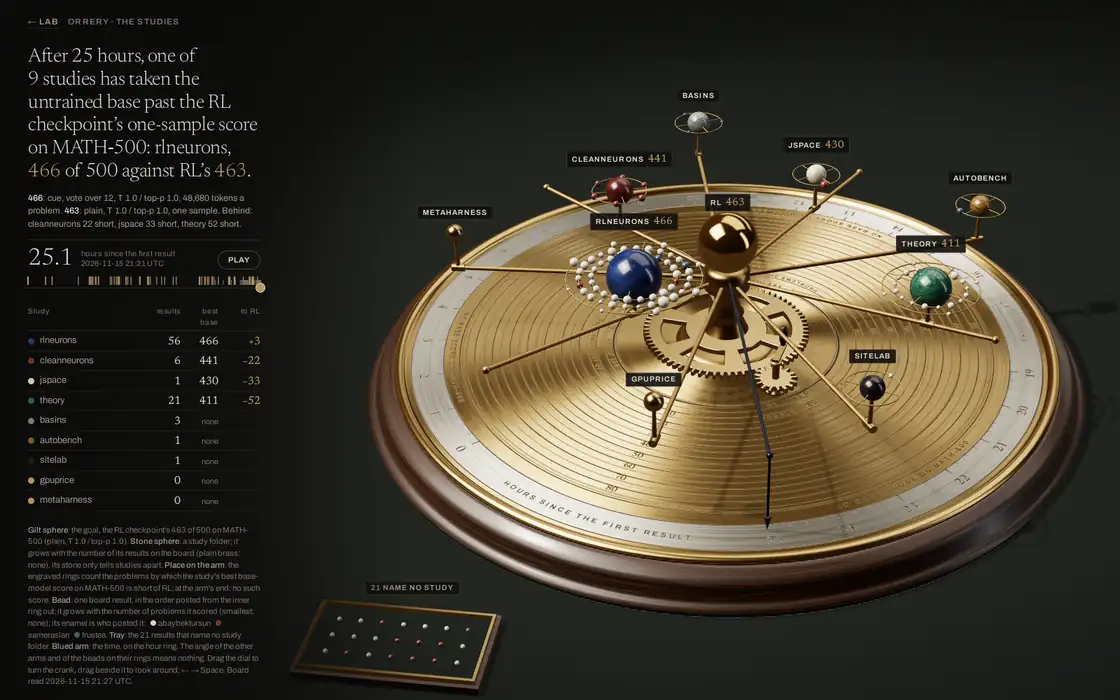 ← LAB ORRERY · THE STUDIES
After 25 hours, one of
9 studies has taken the
untrained base past the RL
checkpoint's one-sample score
on MATH-500: rlneurons,
466 of 500 against RL's 463.
466: cue, vote over 12, T 1.0 / top-p 1.0, 48,680 tokens a
problem. 463: plain, T 1.0 / top-p 1.0, one sample. Behind:
cleanneurons 22 short, jspace 33 short, theory 52 short.
25.1 hours since the first result
2026-11-15 21:21 UTC
PLAY
Study results best base to RL
rlneurons 56 466 +3
cleanneurons 6 441 −22
jspace 1 430 −33
theory 21 411 −52
basins 3 none
autobench 1 none
sitelab 1 none
gpuprice 0 none
metaharness 0 none
Gilt sphere: the goal, the RL checkpoint's 463 of 500 on MATH-
500 (plain, T 1.0 / top-p 1.0). Stone sphere: a study folder; it
grows with the number of its results on the board (plain brass:
none), its stone only tells studies apart. Place on the arm: the
engraved rings count the problems by which the study's best base-
model score on MATH-500 is short of RL; at the arm's end: no such
score. Bead: one board result, in the order posted from the inner
ring out; it grows with the number of problems it scored (smallest:
none); its enamel is who posted it: abaybektursun
sameraslan frustea. Tray: the 21 results that name no study
folder. Blued arm: the time, on the hour ring. The angle of the other
arms and of the beads on their rings means nothing. Drag the dial to
turn the crank, drag beside it to look around; ← → Space. Board
read 2026-11-15 21:27 UTC.
BASINS
JSPACE 430
CLEANNEURONS 441
AUTOBENCH
METAHARNESS
RL 463
RLNEURONS 466
THEORY 411
SITELAB
GPUPRICE
HOURS SINCE THE FIRST RESULT
21 NAME NO STUDY